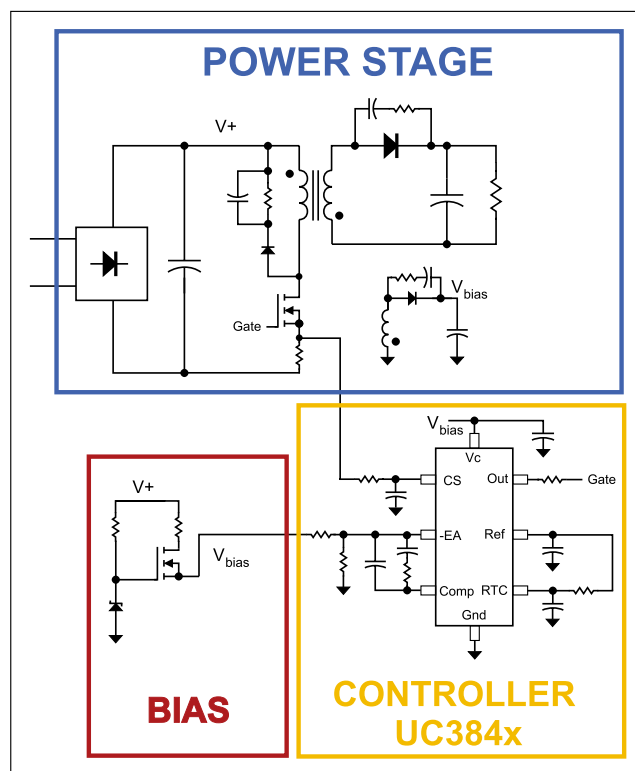 POWER STAGE
V+
Gate
Vbias
Vbias
Vc
CS
Out
Gate
V+
-EA
Ref
Vbias
Comp
RTC
Gnd
BIAS
CONTROLLER
UC384x